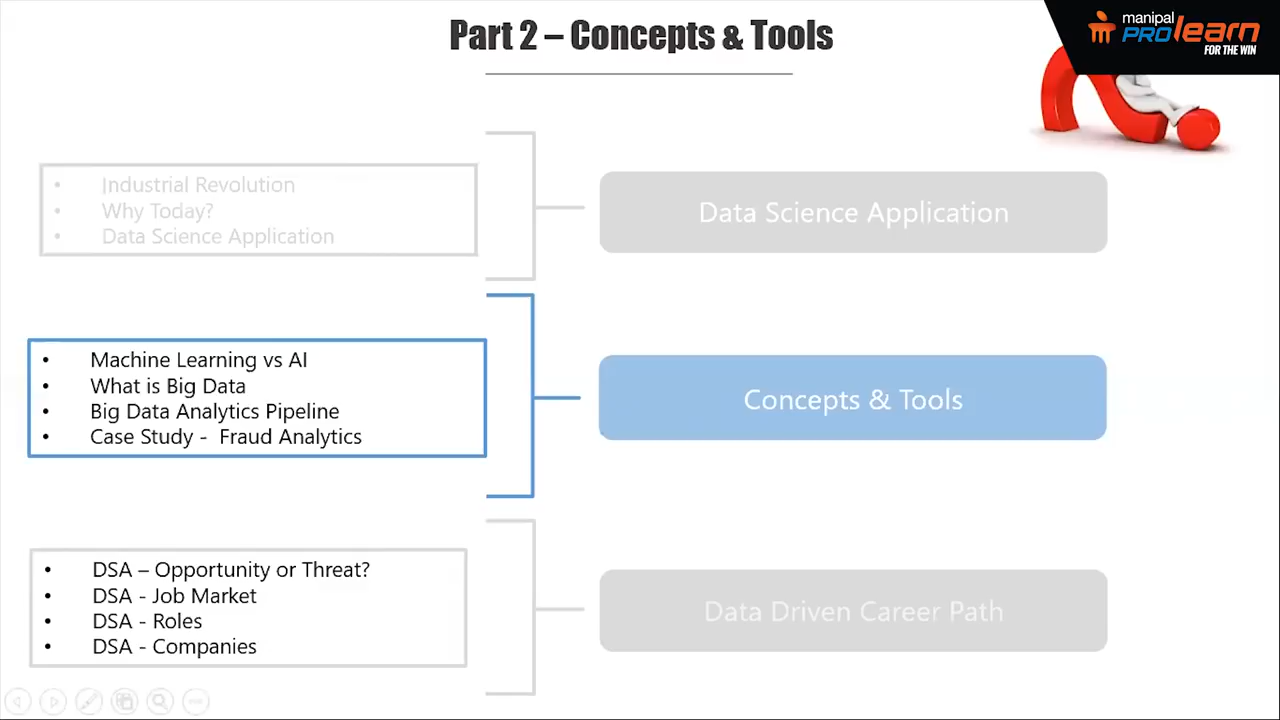 Part 2 – Concepts & Tools
manipal
PROlearn
FOR THE WIN
• Industrial Revolution
• Why Today?
• Data Science Application
Data Science Application
• Machine Learning vs AI
• What is Big Data
• Big Data Analytics Pipeline
• Case Study - Fraud Analytics
Concepts & Tools
• DSA – Opportunity or Threat?
• DSA - Job Market
• DSA - Roles
• DSA - Companies
Data Driven Career Path